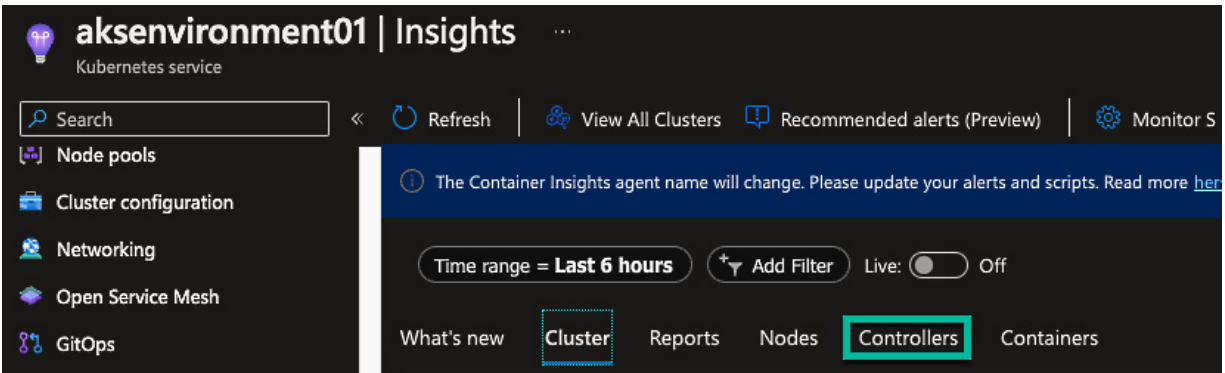 aksenvironment01 | Insights ...
Kubernetes service
Search
«
Refresh
View All Clusters
Recommended alerts (Preview)
Monitor S
Node pools
Cluster configuration
Networking
Open Service Mesh
GitOps
The Container Insights agent name will change. Please update your alerts and scripts. Read more her
Time range = Last 6 hours
Add Filter
Live:
Off
What's new
Cluster
Reports
Nodes
Controllers
Containers